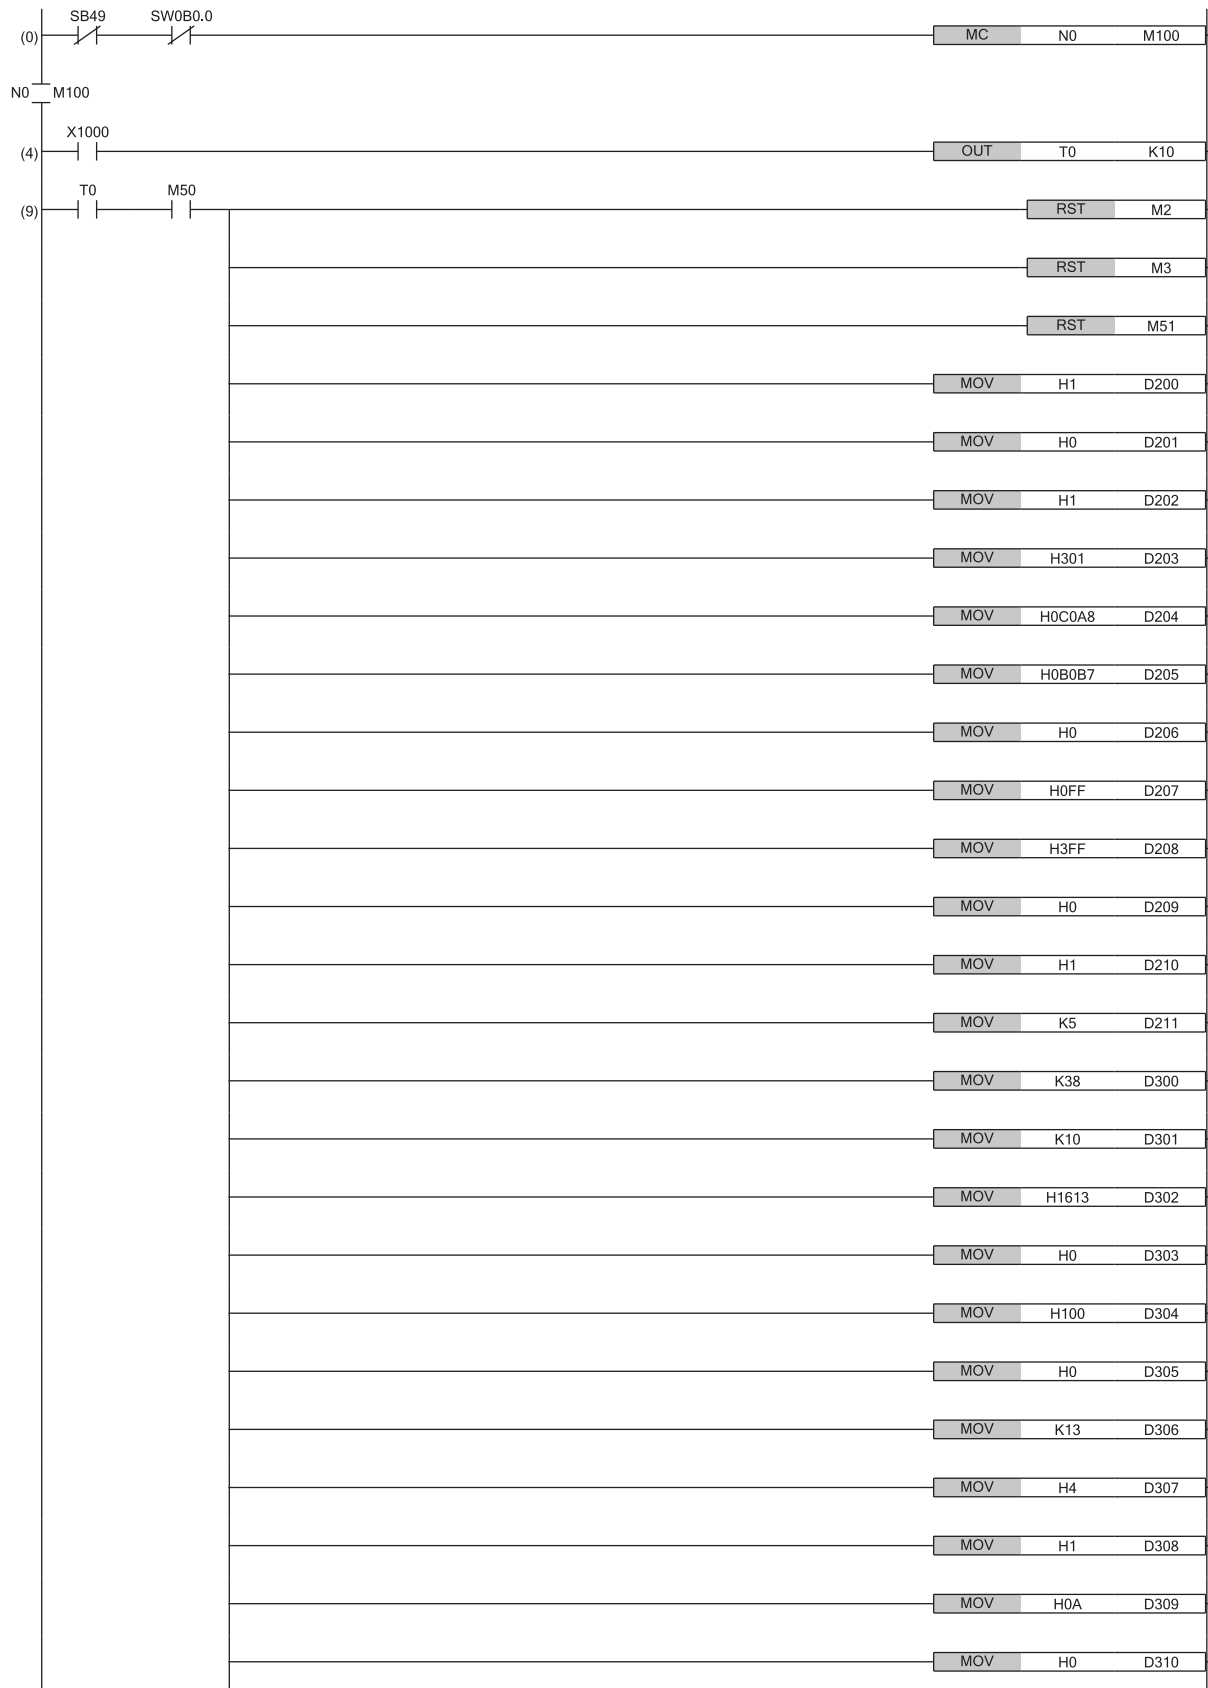 SB49 SW0B0.0
(0) MC N0 M100
N0 M100
X1000
(4) OUT T0 K10
T0 M50
(9) RST M2
RST M3
RST M51
MOV H1 D200
MOV H0 D201
MOV H1 D202
MOV H301 D203
MOV H0C0A8 D204
MOV H0B0B7 D205
MOV H0 D206
MOV H0FF D207
MOV H3FF D208
MOV H0 D209
MOV H1 D210
MOV K5 D211
MOV K38 D300
MOV K10 D301
MOV H1613 D302
MOV H0 D303
MOV H100 D304
MOV H0 D305
MOV K13 D306
MOV H4 D307
MOV H1 D308
MOV H0A D309
MOV H0 D310